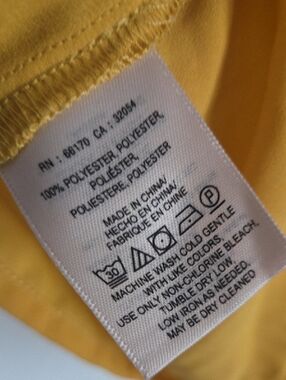 RN : 66170 CA : 32054
100% POLYESTER, POLYESTER,
POLIÉSTER,
POLIESTERE, POLYESTER
MADE IN CHINA/
HECHO EN CHINA/
FABRIQUE EN CHINE
30 P
MACHINE WASH COLD GENTLE
WITH LIKE COLORS.
USE ONLY NON-CHLORINE BLEACH.
TUMBLE DRY LOW.
LOW IRON AS NEEDED.
MAY BE DRY CLEANED